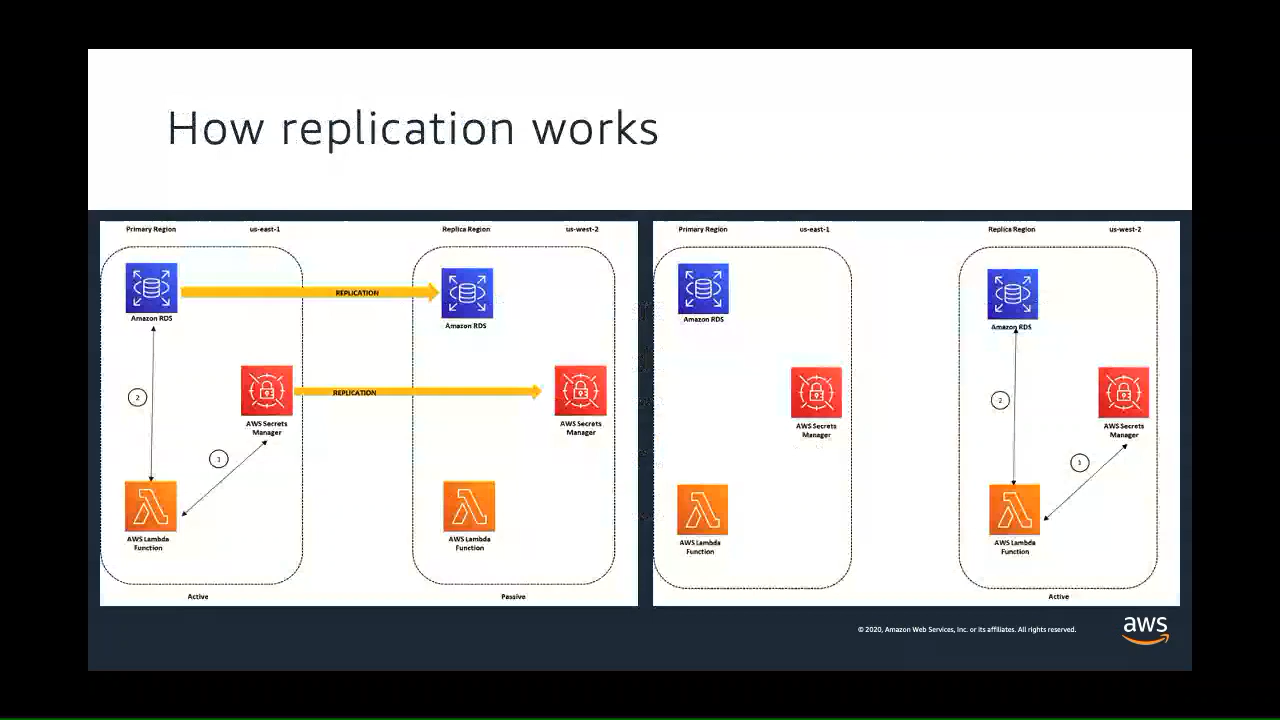 How replication works
Primary Region us-east-1
Replica Region us-west-2
Amazon RDS
REPLICATION
Amazon RDS
2
REPLICATION
AWS Secrets
Manager
AWS Secrets
Manager
1
AWS Lambda
Function
AWS Lambda
Function
Active
Passive
Primary Region us-east-1
Replica Region us-west-2
Amazon RDS
Amazon RDS
2
AWS Secrets
Manager
AWS Secrets
Manager
AWS Lambda
Function
AWS Lambda
Function
Active
© 2020, Amazon Web Services, Inc. or its affiliates. All rights reserved.
aws